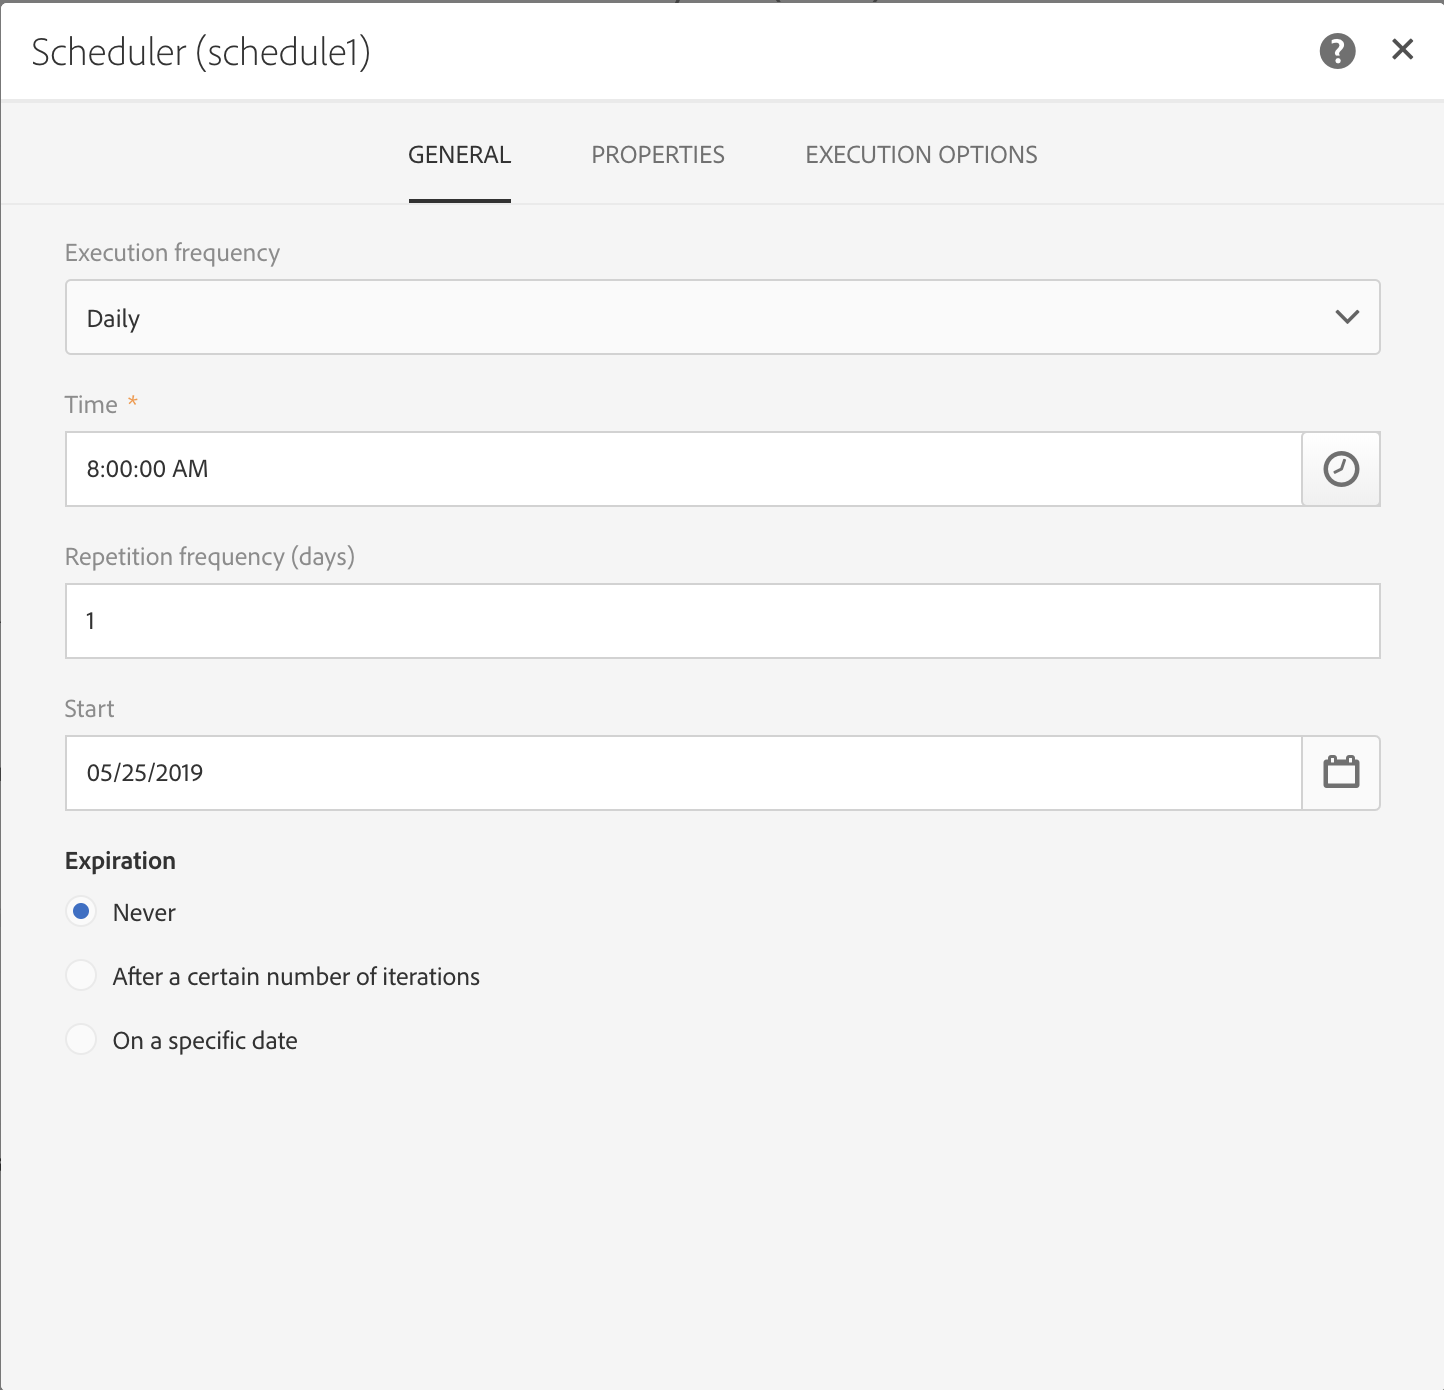 Scheduler (schedule1)
GENERAL PROPERTIES EXECUTION OPTIONS
Execution frequency
Daily
Time *
8:00:00 AM
Repetition frequency (days)
1
Start
05/25/2019
Expiration
Never
After a certain number of iterations
On a specific date